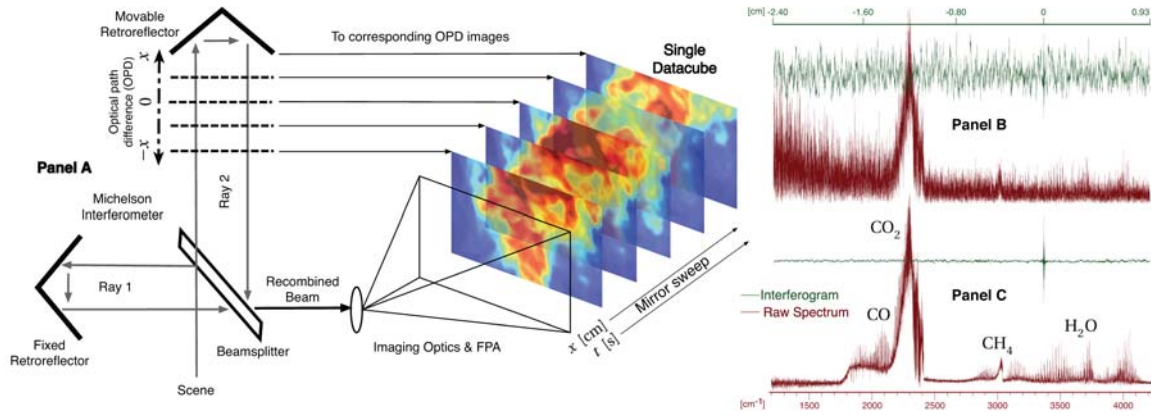 Movable
Retroreflector
To corresponding OPD images
Single
Datacube
Optical path
difference (OPD)
x
0
−x
Panel A
Michelson
Interferometer
Ray 2
Ray 1
Fixed
Retroreflector
Recombined
Beam
Beamsplitter
Imaging Optics & FPA
Scene
x [cm]
t [s]
Mirror sweep
[cm]
-2.40
-1.60
-0.80
0
0.93
Panel B
CO2
Interferogram
Raw Spectrum
Panel C
CO
CH4
H2O
[cm⁻¹]
1500
2000
2500
3000
3500
4000